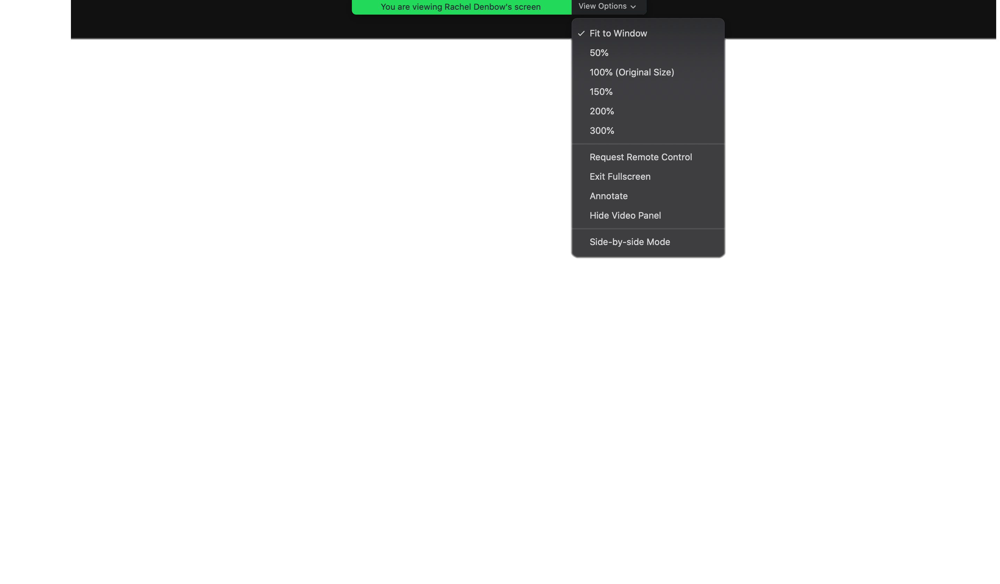 You are viewing Rachel Denbow's screen
View Options
Fit to Window
50%
100% (Original Size)
150%
200%
300%
Request Remote Control
Exit Fullscreen
Annotate
Hide Video Panel
Side-by-side Mode